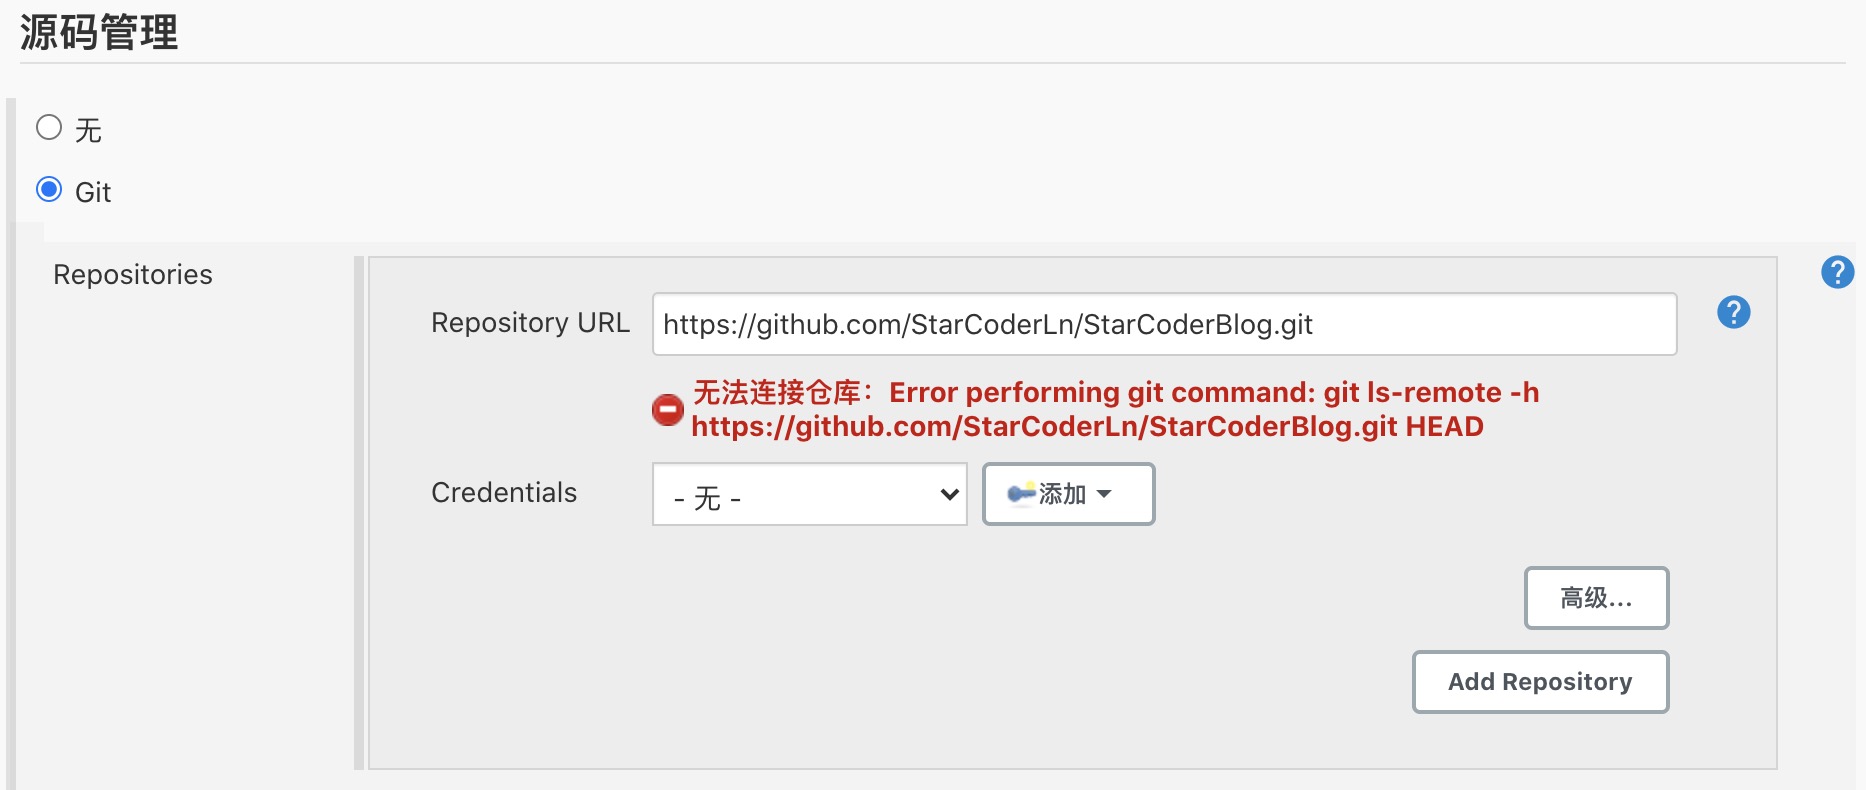 源码管理
无
Git
Repositories
Repository URL
https://github.com/StarCoderLn/StarCoderBlog.git
无法连接仓库：Error performing git command: git ls-remote -h
https://github.com/StarCoderLn/StarCoderBlog.git HEAD
Credentials
- 无 -
添加
高级...
Add Repository